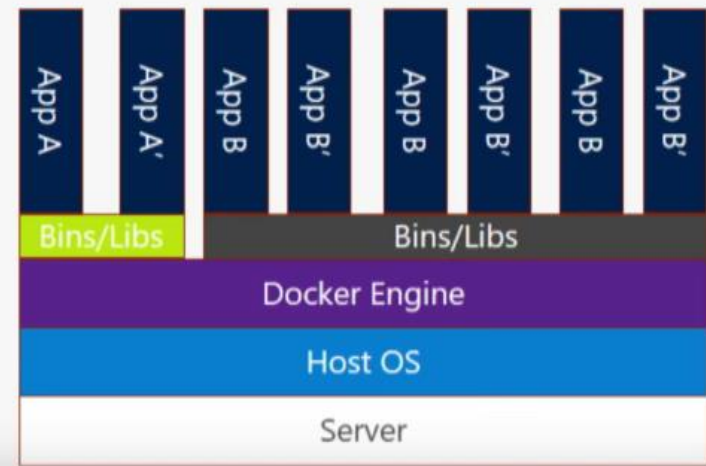 App A
App A'
App B
App B'
App B
App B'
App B
App B'
Bins/Libs
Bins/Libs
Docker Engine
Host OS
Server